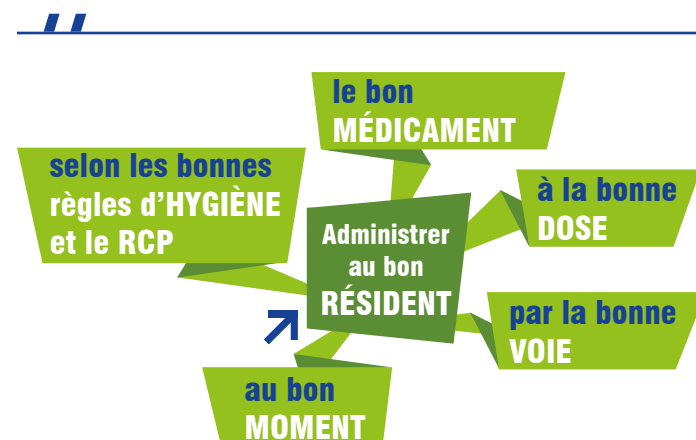 le bon
MÉDICAMENT
selon les bonnes
règles d'HYGIÈNE
et le RCP
à la bonne
DOSE
Administrer
au bon
RÉSIDENT
par la bonne
VOIE
au bon
MOMENT